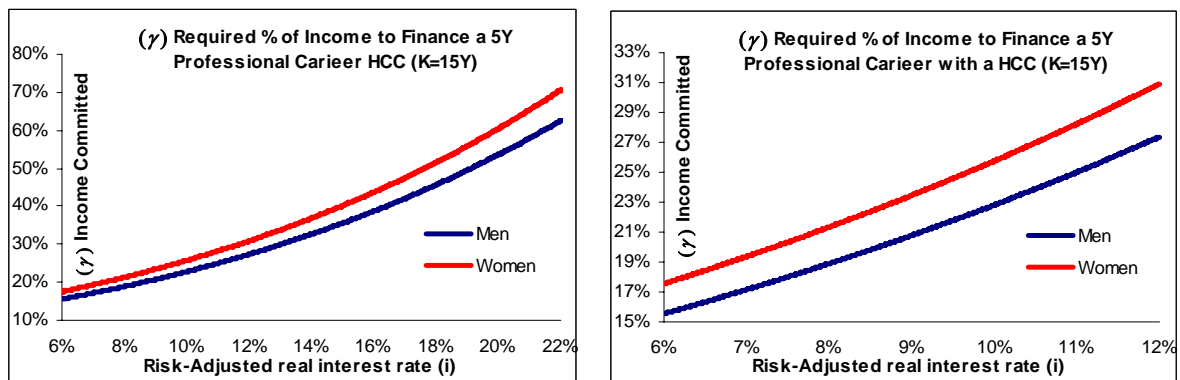 (γ) Required % of Income to Finance a 5Y
Professional Carieer HCC (K=15Y)
(γ) Income Committed
80%
70%
60%
50%
40%
30%
20%
10%
Men
Women
6% 8% 10% 12% 14% 16% 18% 20% 22%
Risk-Adjusted real interest rate (i)
(γ) Required % of Income to Finance a 5Y
Professional Carieer with a HCC (K=15Y)
(γ) Income Committed
33%
31%
29%
27%
25%
23%
21%
19%
17%
15%
Men
Women
6% 7% 8% 9% 10% 11% 12%
Risk-Adjusted real interest rate (i)